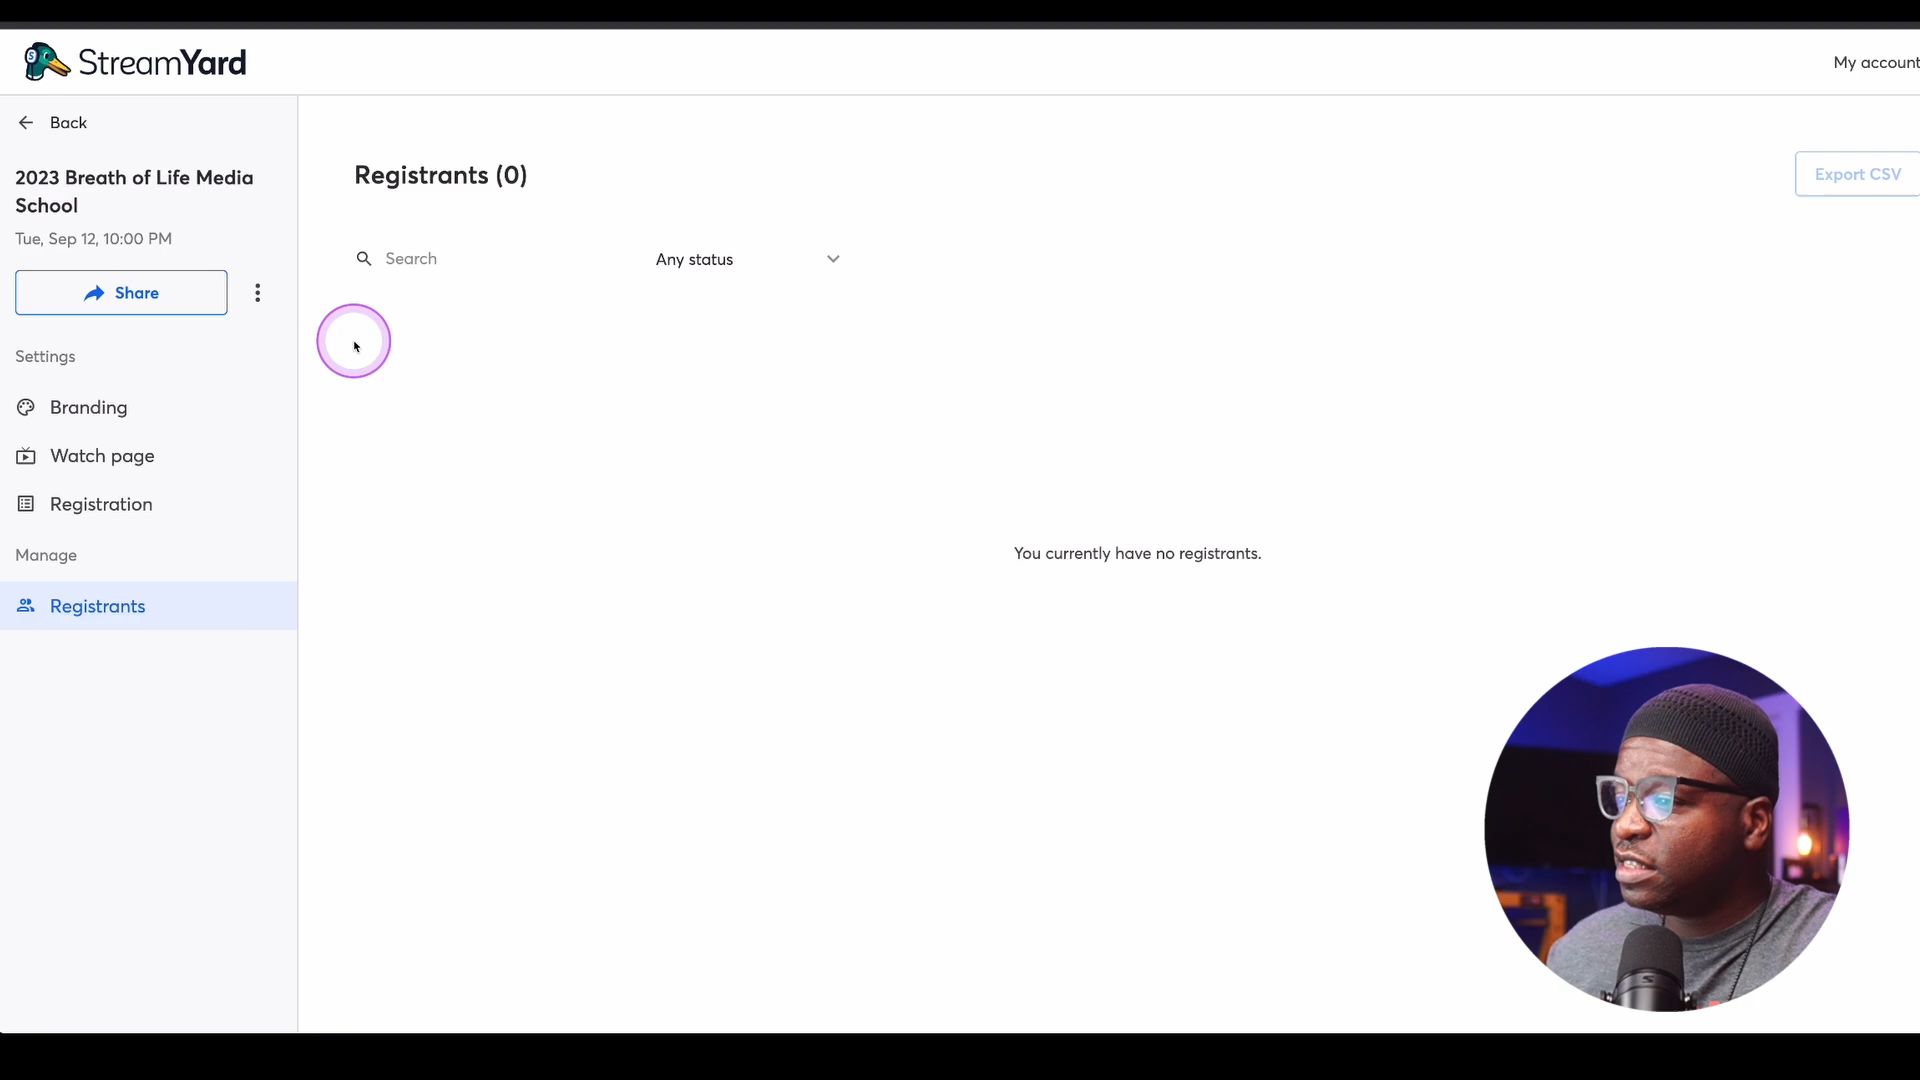 StreamYard
My account
Back
2023 Breath of Life Media
School
Tue, Sep 12, 10:00 PM
Share
Settings
Branding
Watch page
Registration
Manage
Registrants
Registrants (0)
Export CSV
Search
Any status
You currently have no registrants.